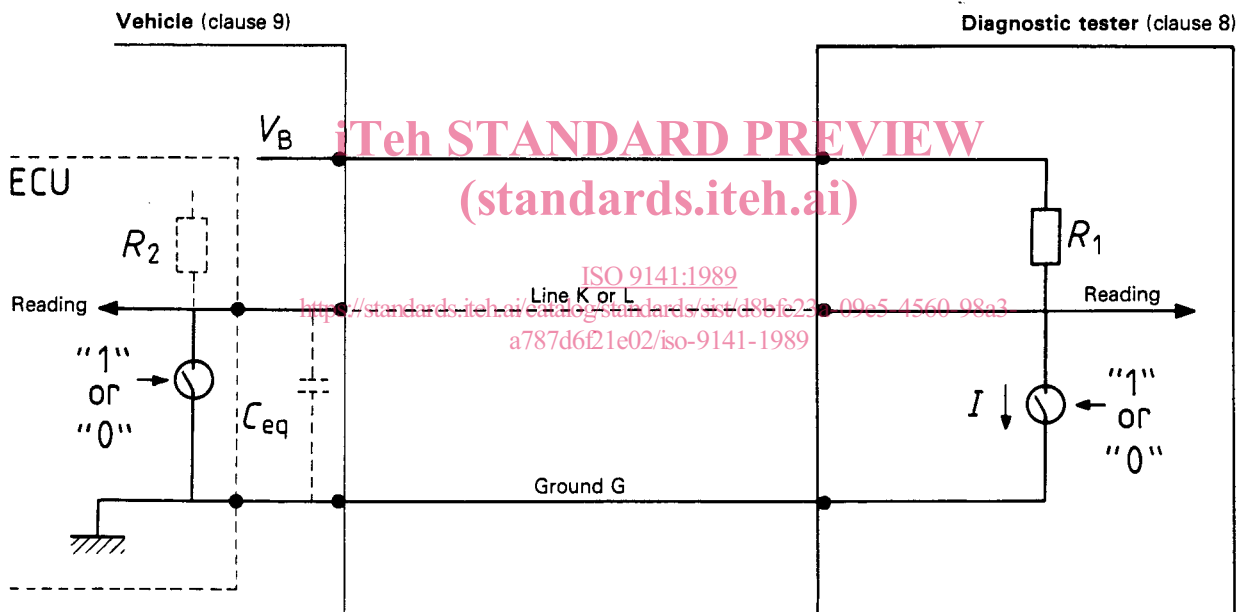 Vehicle (clause 9)
Diagnostic tester (clause 8)
iTeh STANDARD PREVIEW
(standards.iteh.ai)
V_B
ECU
R_2
R_1
ISO 9141:1989
Reading
Line K or L
Reading
https://standards.iteh.ai/catalog/standards/sist/d8bfc23a-09e5-4560-98a3-
a787d6f21e02/iso-9141-1989
"1"
or
"0"
C_eq
I
"1"
or
"0"
Ground G